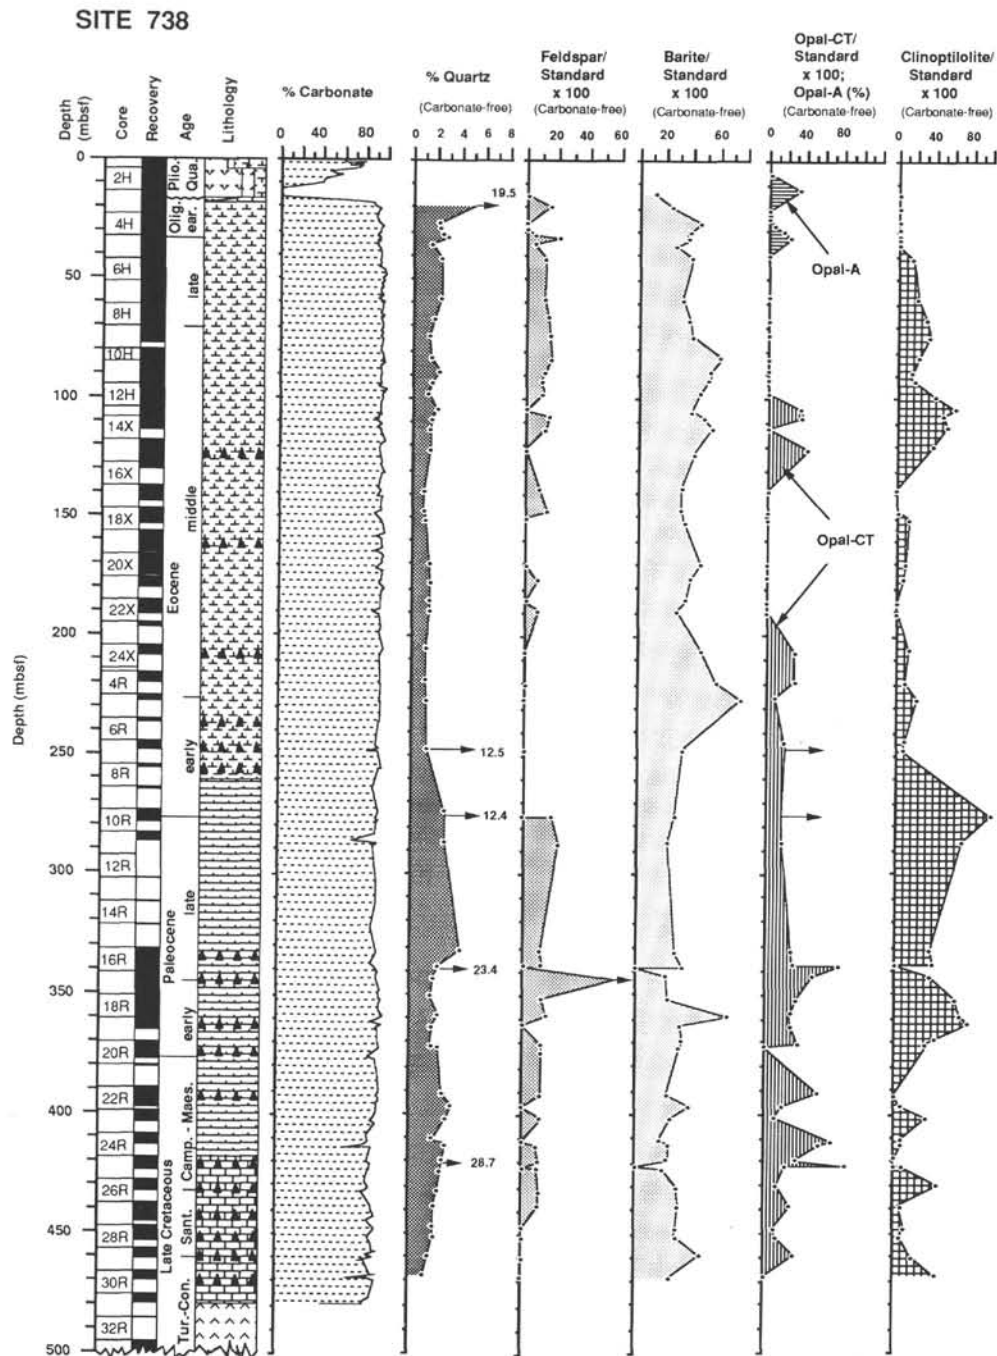 SITE 738
Depth (mbsf)
Core
Recovery
Age
Lithology
% Carbonate
0 40 80
% Quartz
(Carbonate-free)
0 2 4 6 8
Feldspar/
Standard
x 100
(Carbonate-free)
0 20 60
Barite/
Standard
x 100
(Carbonate-free)
20 60
Opal-CT/
Standard
x 100;
Opal-A (%)
(Carbonate-free)
0 40 80
Clinoptilolite/
Standard
x 100
(Carbonate-free)
0 40 80
Depth (mbsf)
0
50
100
150
200
250
300
350
400
450
500
2H
4H
6H
8H
10H
12H
14X
16X
18X
20X
22X
24X
4R
6R
8R
10R
12R
14R
16R
18R
20R
22R
24R
26R
28R
30R
32R
Plio.
Qua.
Olig.
ear.
late
middle
Eocene
early
late
Paleocene
early
Camp. - Maes.
Late Cretaceous
Sant.
Tur.-Con.
19.5
12.5
12.4
23.4
28.7
Opal-A
Opal-CT